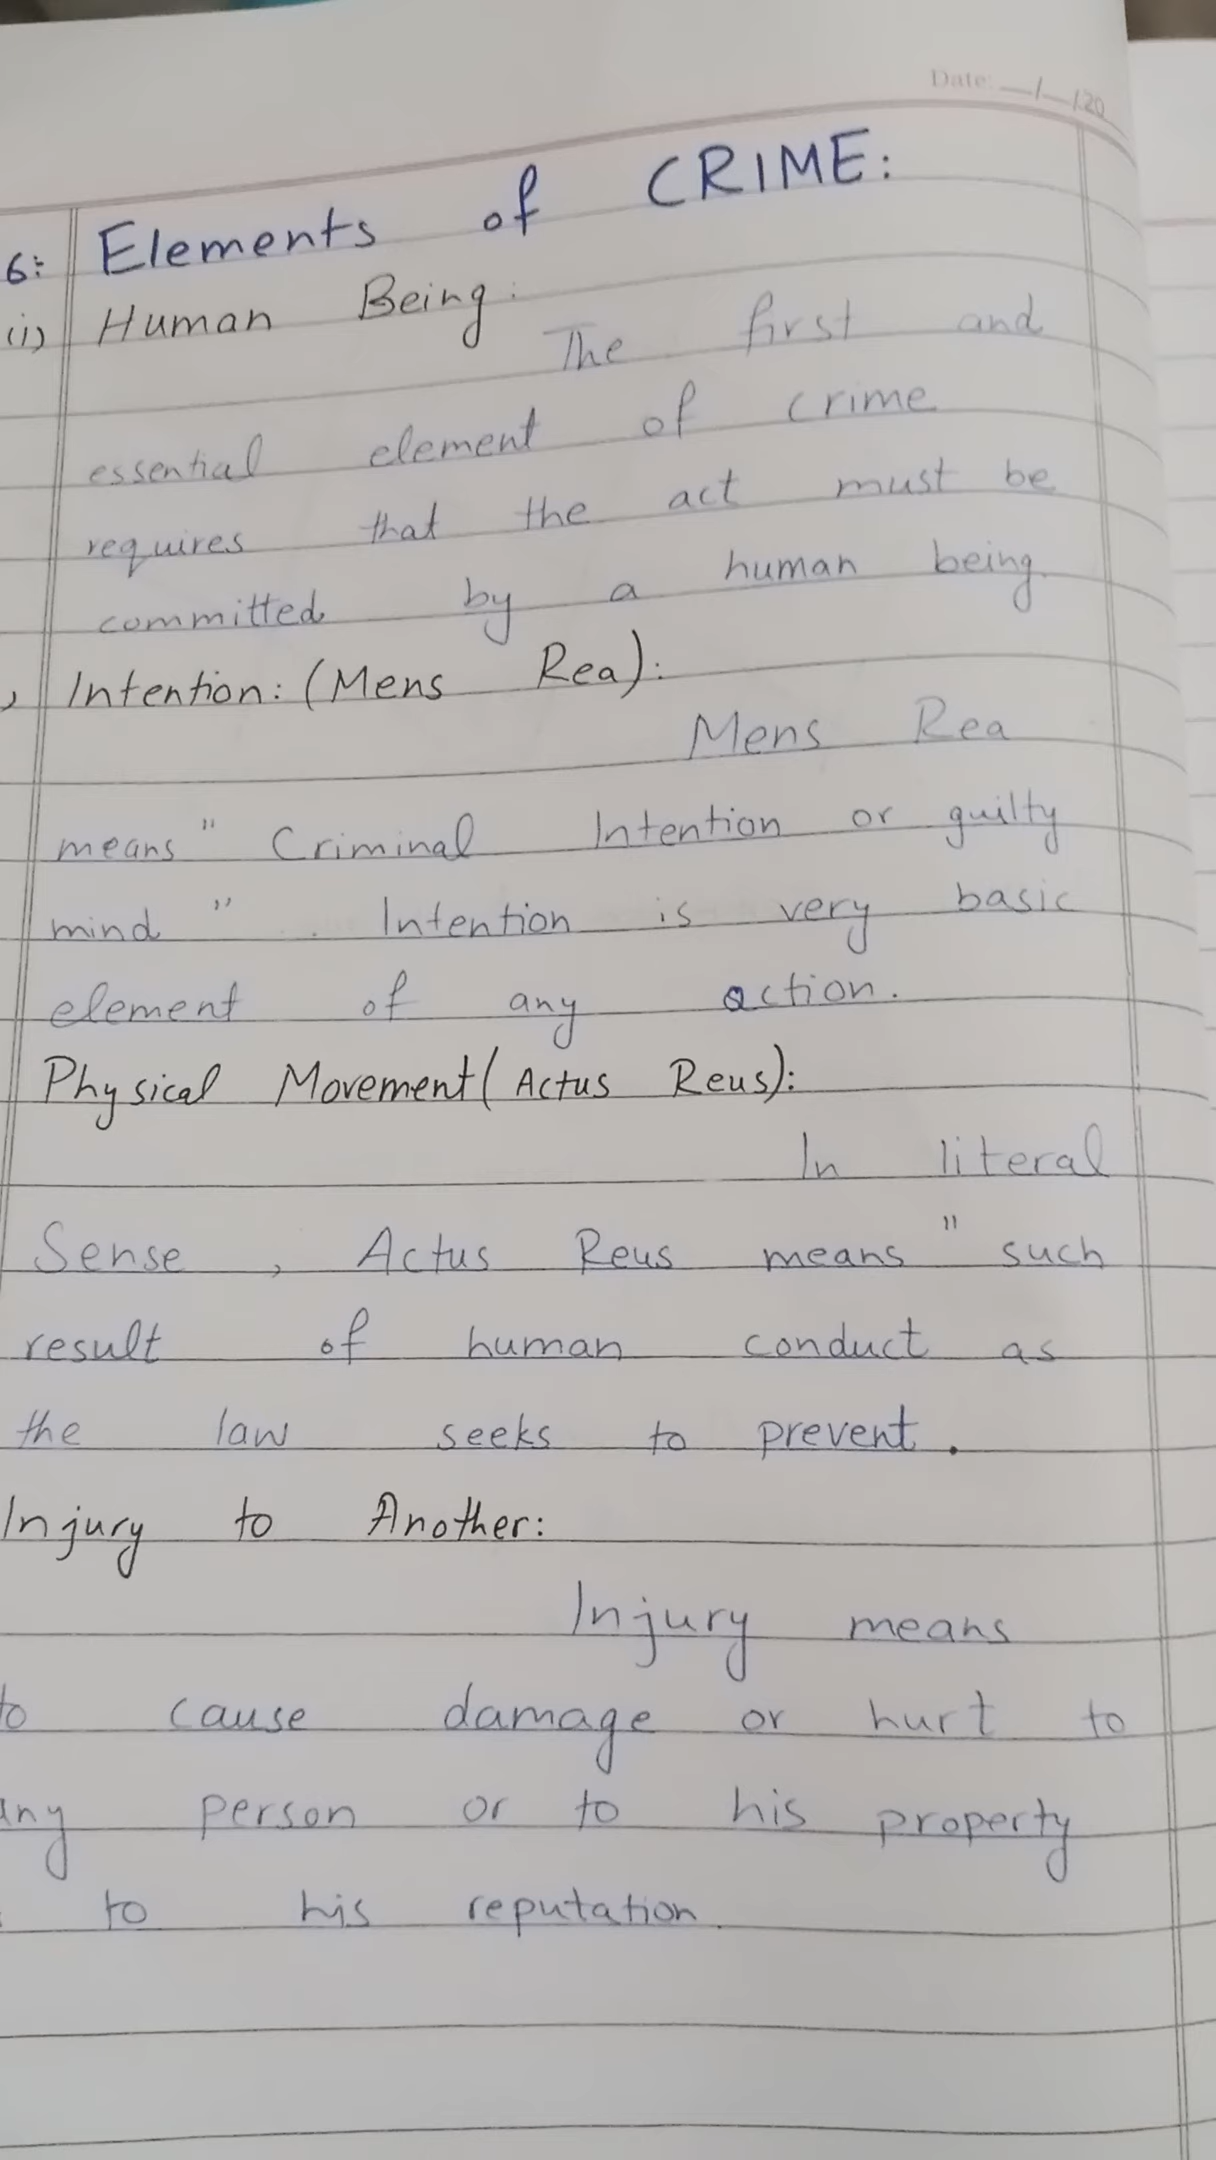 Date: __/__/20
6: Elements of CRIME:
(i) Human Being:
The first and
essential element of crime
requires that the act must be
committed by a human being.
Intention: (Mens Rea):
Mens Rea
means " Criminal Intention or guilty
mind " . Intention is very basic
element of any action.
Physical Movement (Actus Reus):
In literal
Sense , Actus Reus means " such
result of human conduct as
the law seeks to prevent .
Injury to Another:
Injury means
to cause damage or hurt to
any person or to his property
to his reputation.